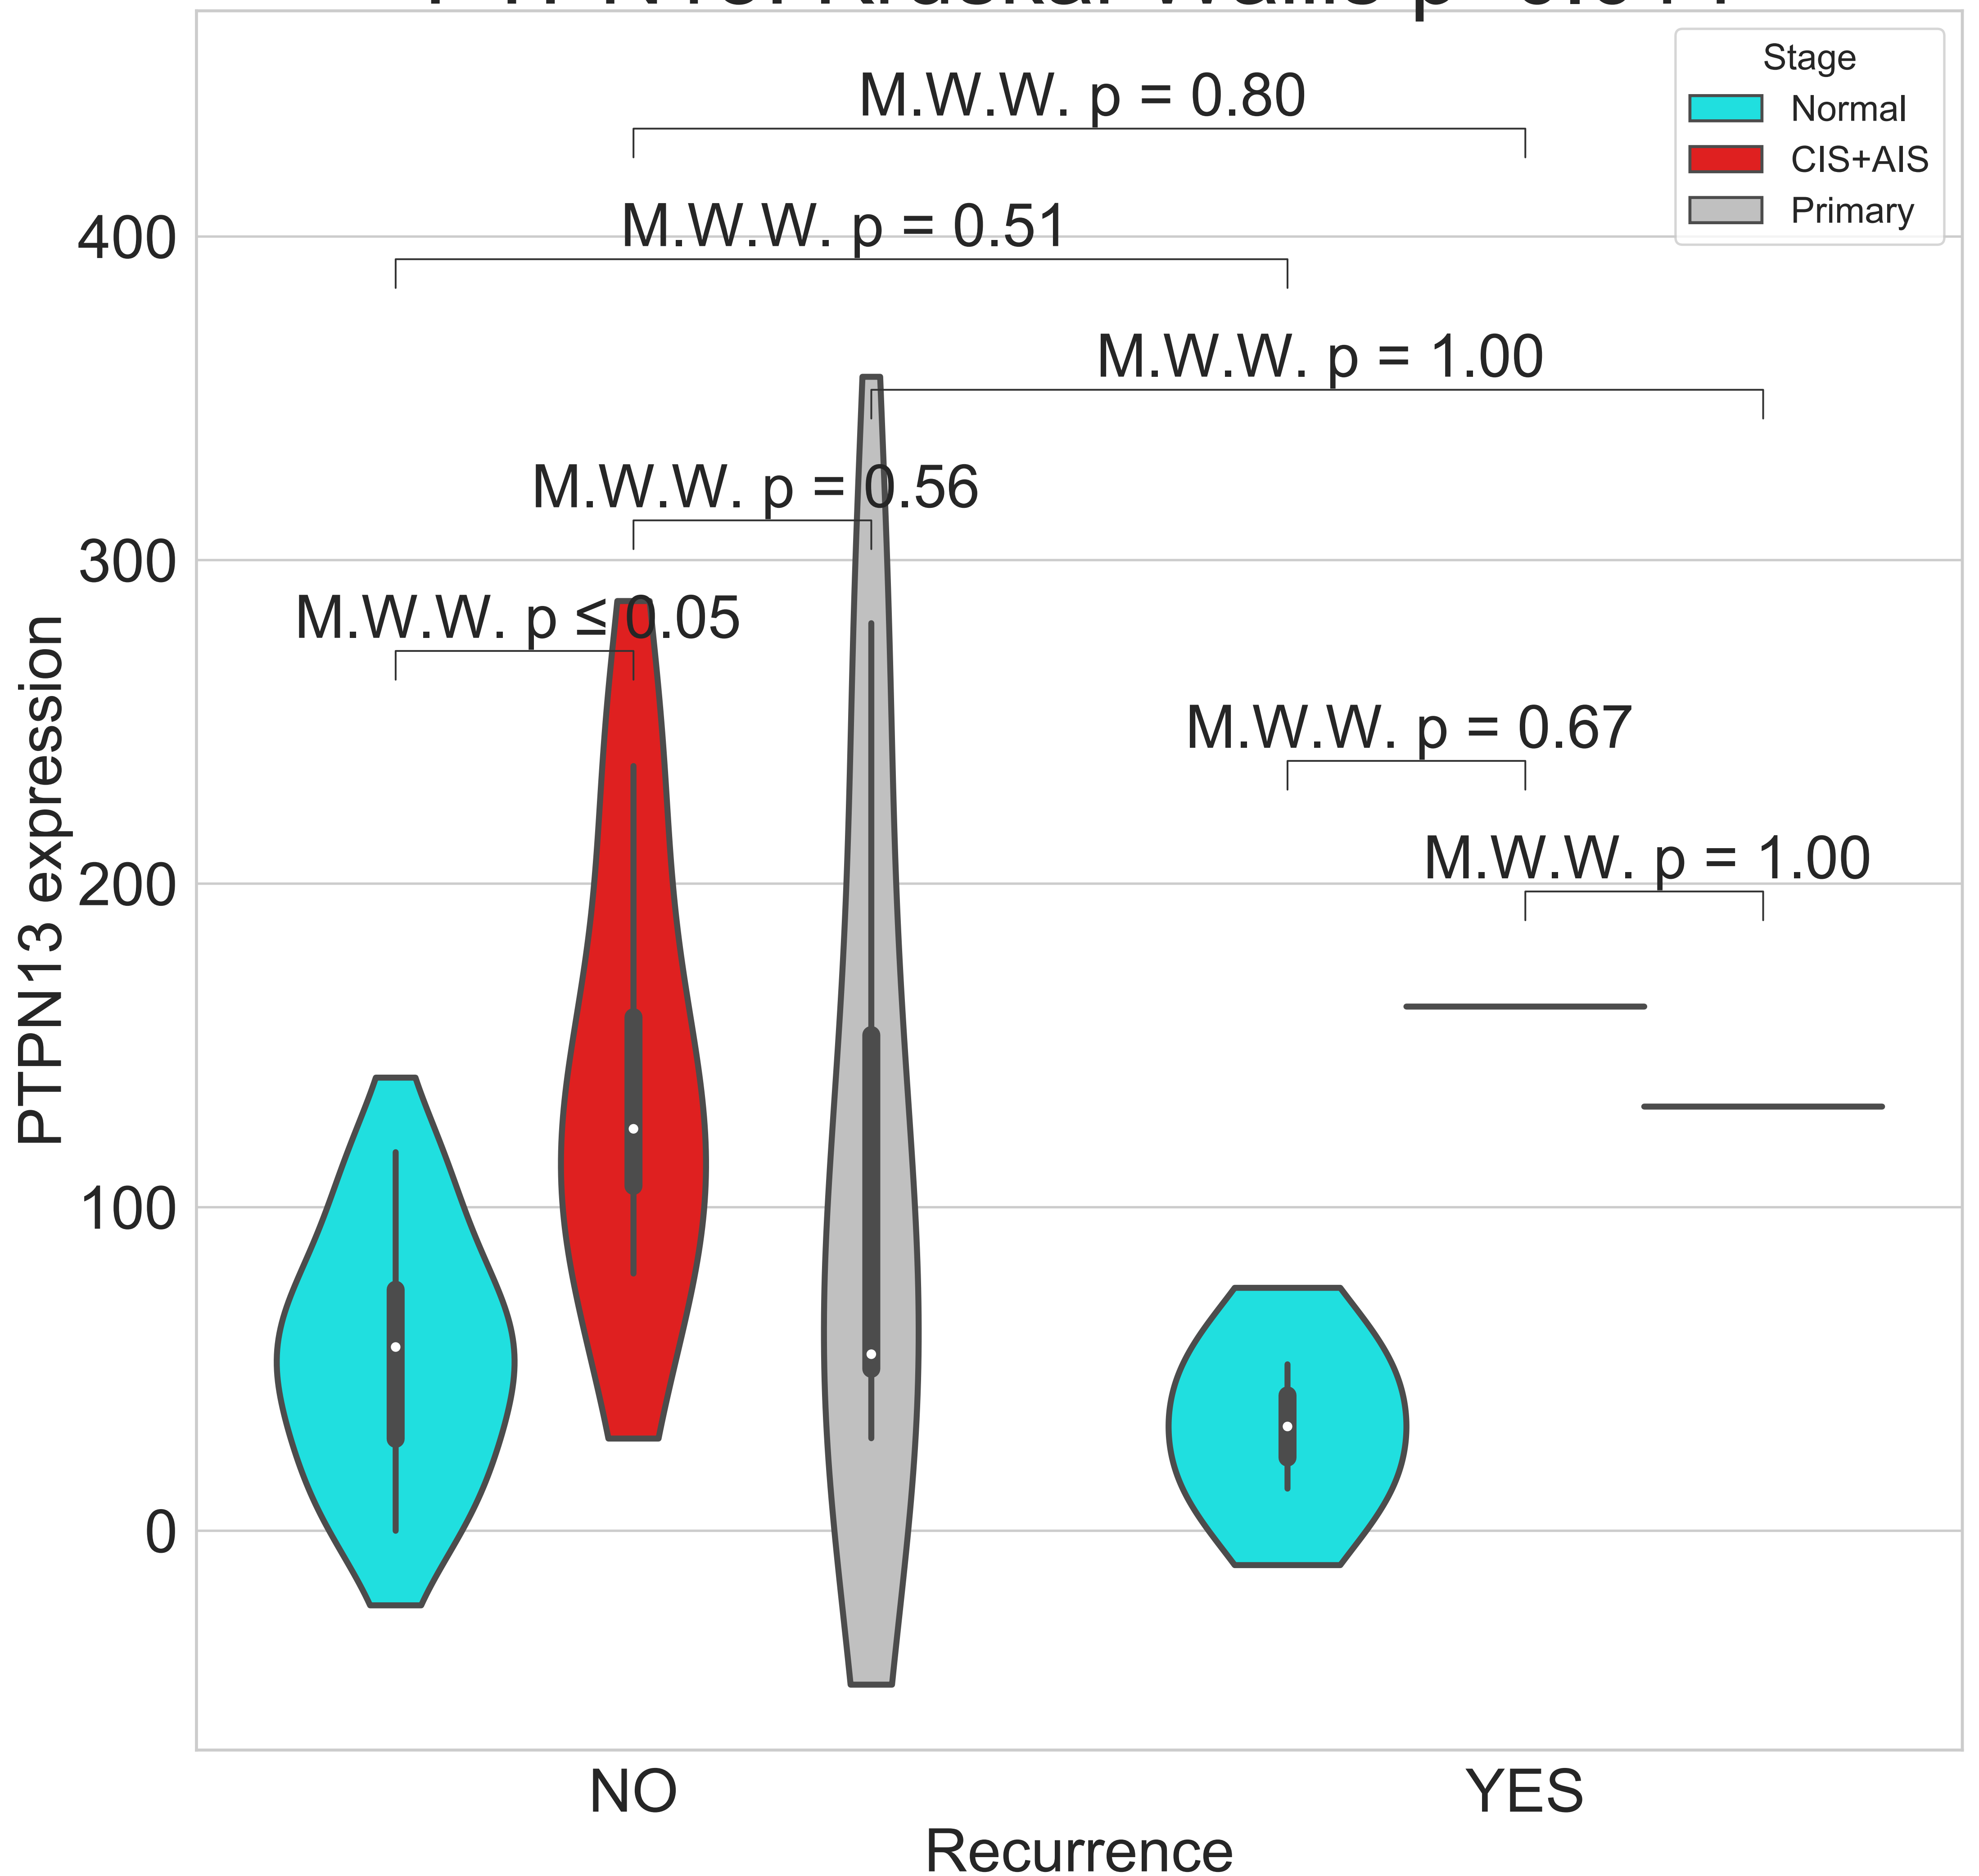 Stage
Normal
CIS+AIS
Primary
M.W.W. p = 0.80
M.W.W. p = 0.51
M.W.W. p = 1.00
M.W.W. p = 0.56
M.W.W. p ≤ 0.05
M.W.W. p = 0.67
M.W.W. p = 1.00
400
300
200
100
0
PTPN13 expression
NO
YES
Recurrence